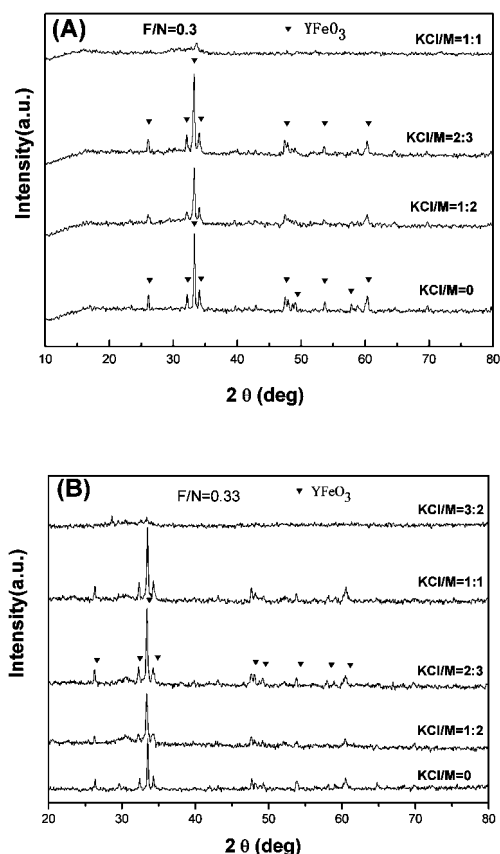 (A)
F/N=0.3
▼ YFeO3
KCl/M=1:1
KCl/M=2:3
KCl/M=1:2
KCl/M=0
Intensity(a.u.)
10 20 30 40 50 60 70 80
2 θ (deg)
(B)
F/N=0.33
▼ YFeO3
KCl/M=3:2
KCl/M=1:1
KCl/M=2:3
KCl/M=1:2
KCl/M=0
Intensity(a.u.)
20 30 40 50 60 70 80
2 θ (deg)